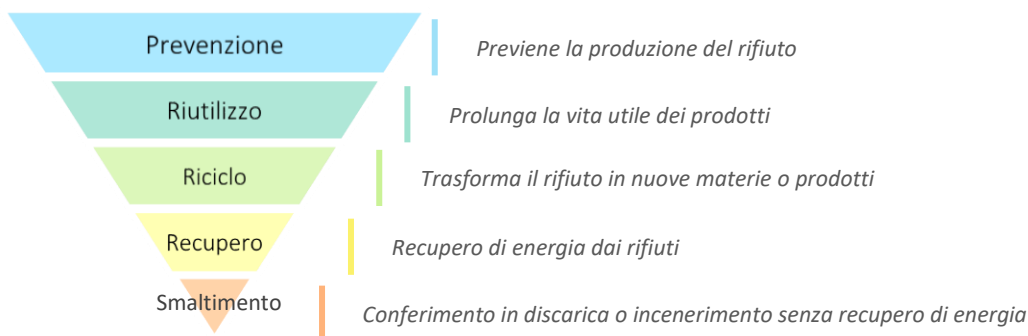 Prevenzione
Previene la produzione del rifiuto
Riutilizzo
Prolunga la vita utile dei prodotti
Riciclo
Trasforma il rifiuto in nuove materie o prodotti
Recupero
Recupero di energia dai rifiuti
Smaltimento
Conferimento in discarica o incenerimento senza recupero di energia